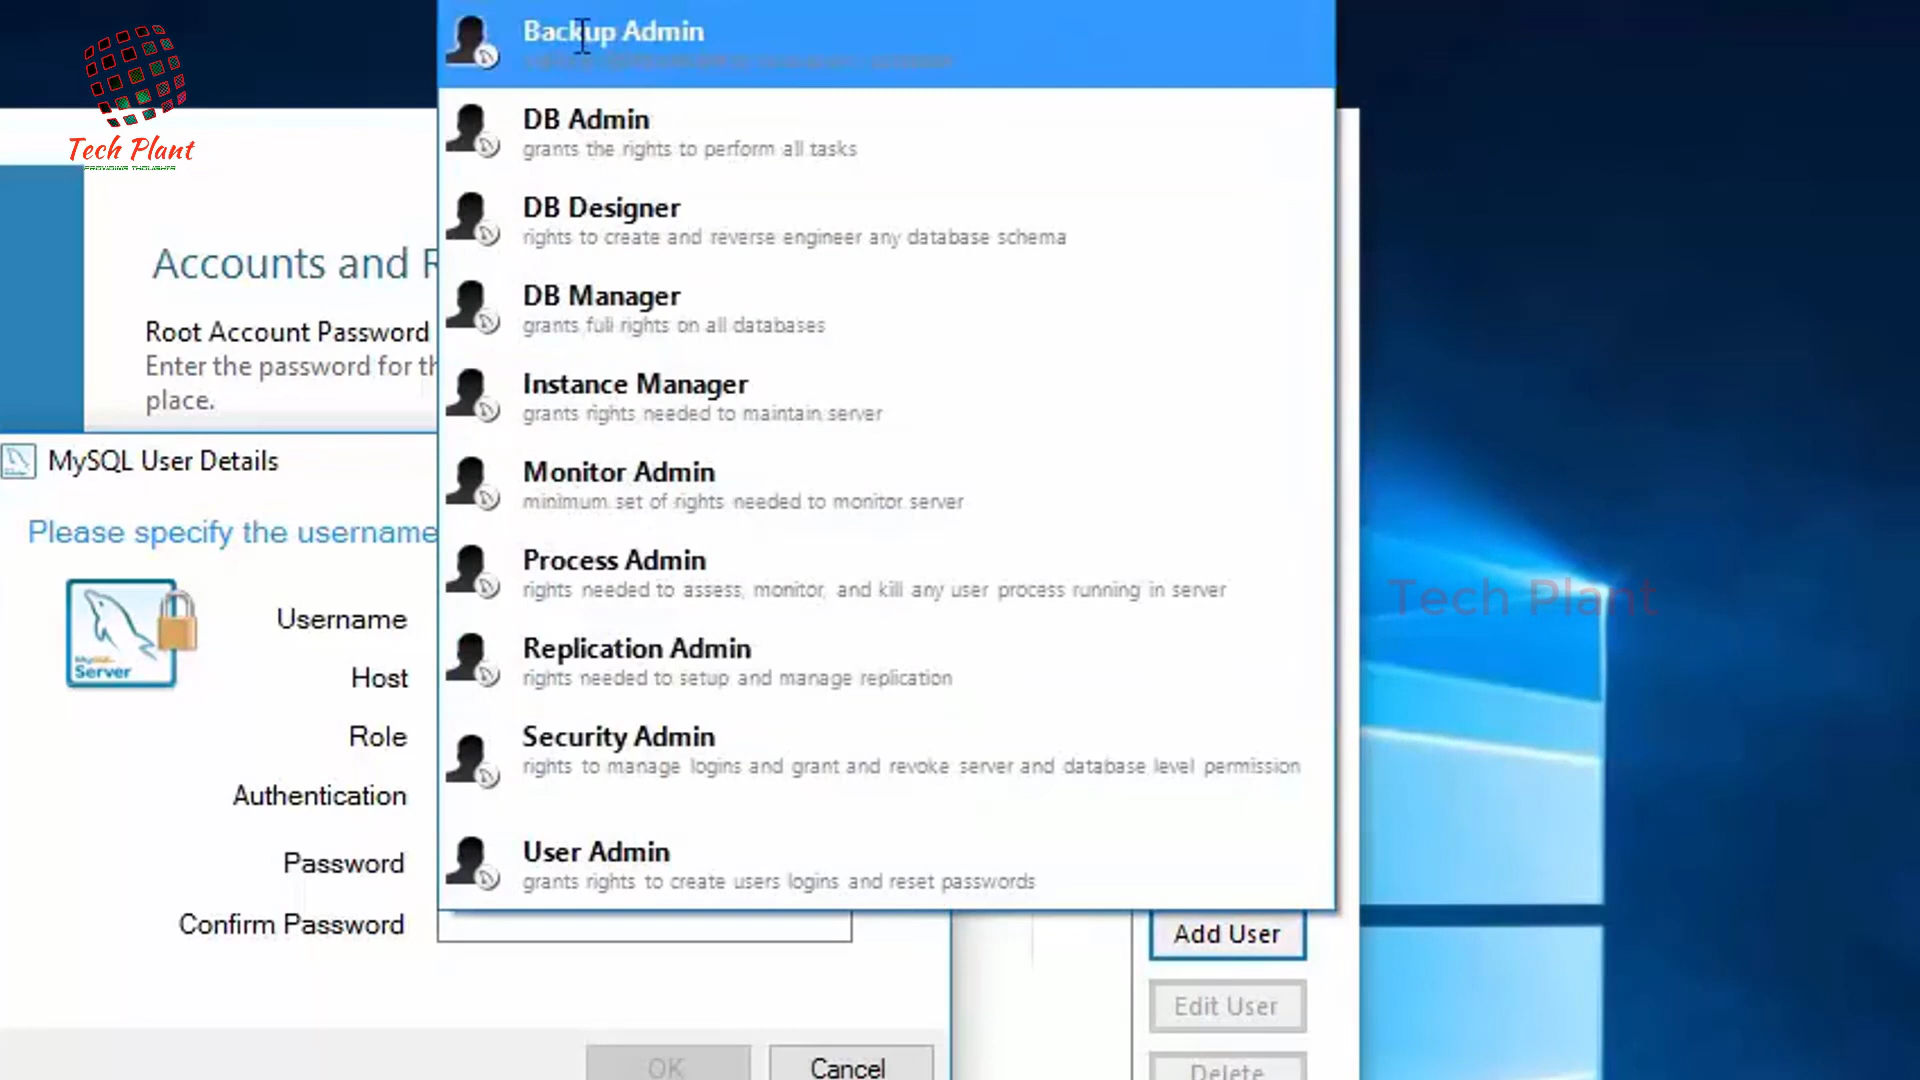 Tech Plant
PROVIDING THOUGHTS
Backup Admin
DB Admin
grants the rights to perform all tasks
DB Designer
rights to create and reverse engineer any database schema
DB Manager
grants full rights on all databases
Instance Manager
grants rights needed to maintain server
Monitor Admin
minimum set of rights needed to monitor server
Process Admin
rights needed to assess, monitor, and kill any user process running in server
Replication Admin
rights needed to setup and manage replication
Security Admin
rights to manage logins and grant and revoke server and database level permission
User Admin
grants rights to create users logins and reset passwords
Accounts and R
Root Account Password
Enter the password for th
place.
MySQL User Details
Please specify the username
MySQL
Server
Username
Host
Role
Authentication
Password
Confirm Password
OK
Cancel
Add User
Edit User
Delete
Tech Plant